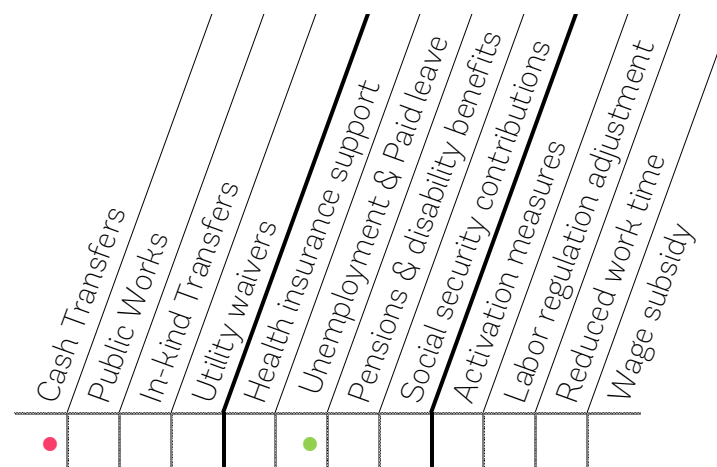 Cash Transfers
Public Works
In-kind Transfers
Utility waivers
Health insurance support
Unemployment & Paid leave
Pensions & disability benefits
Social security contributions
Activation measures
Labor regulation adjustment
Reduced work time
Wage subsidy